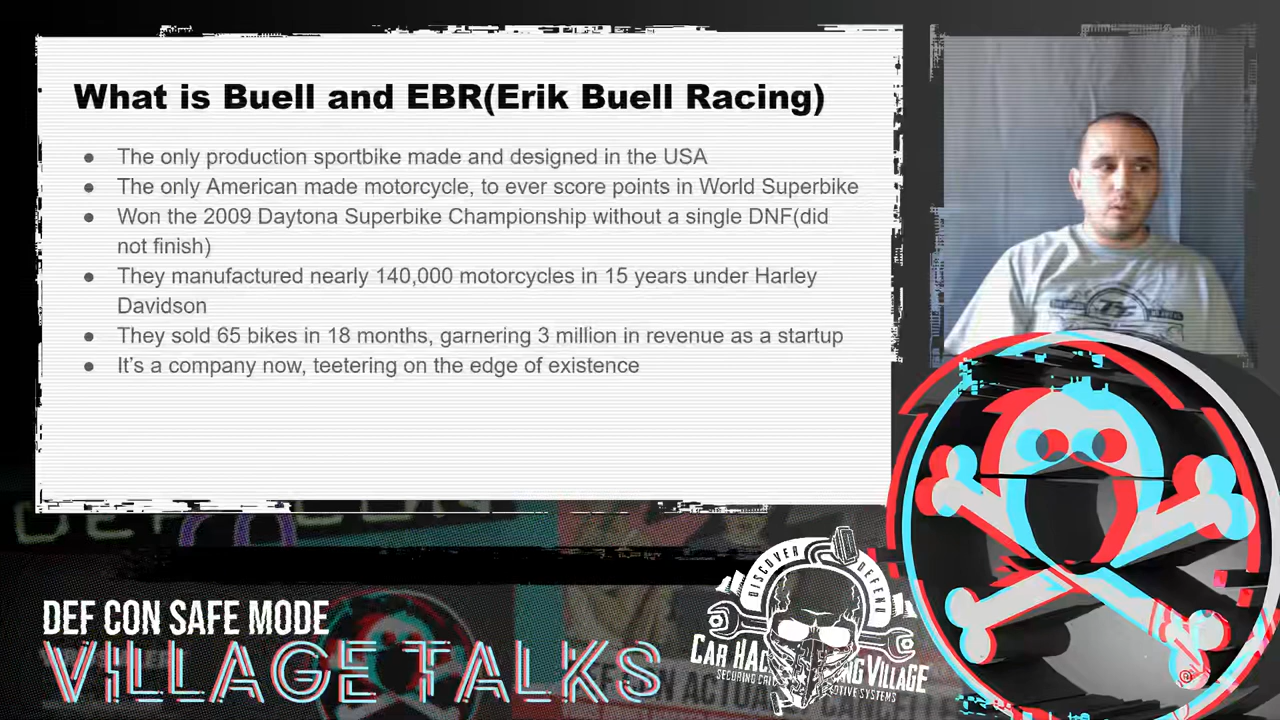 What is Buell and EBR(Erik Buell Racing)
● The only production sportbike made and designed in the USA
● The only American made motorcycle, to ever score points in World Superbike
● Won the 2009 Daytona Superbike Championship without a single DNF(did
not finish)
● They manufactured nearly 140,000 motorcycles in 15 years under Harley
Davidson
● They sold 65 bikes in 18 months, garnering 3 million in revenue as a startup
● It's a company now, teetering on the edge of existence
DEF CON SAFE MODE
VILLAGE TALKS
DISCOVER
DEFEND